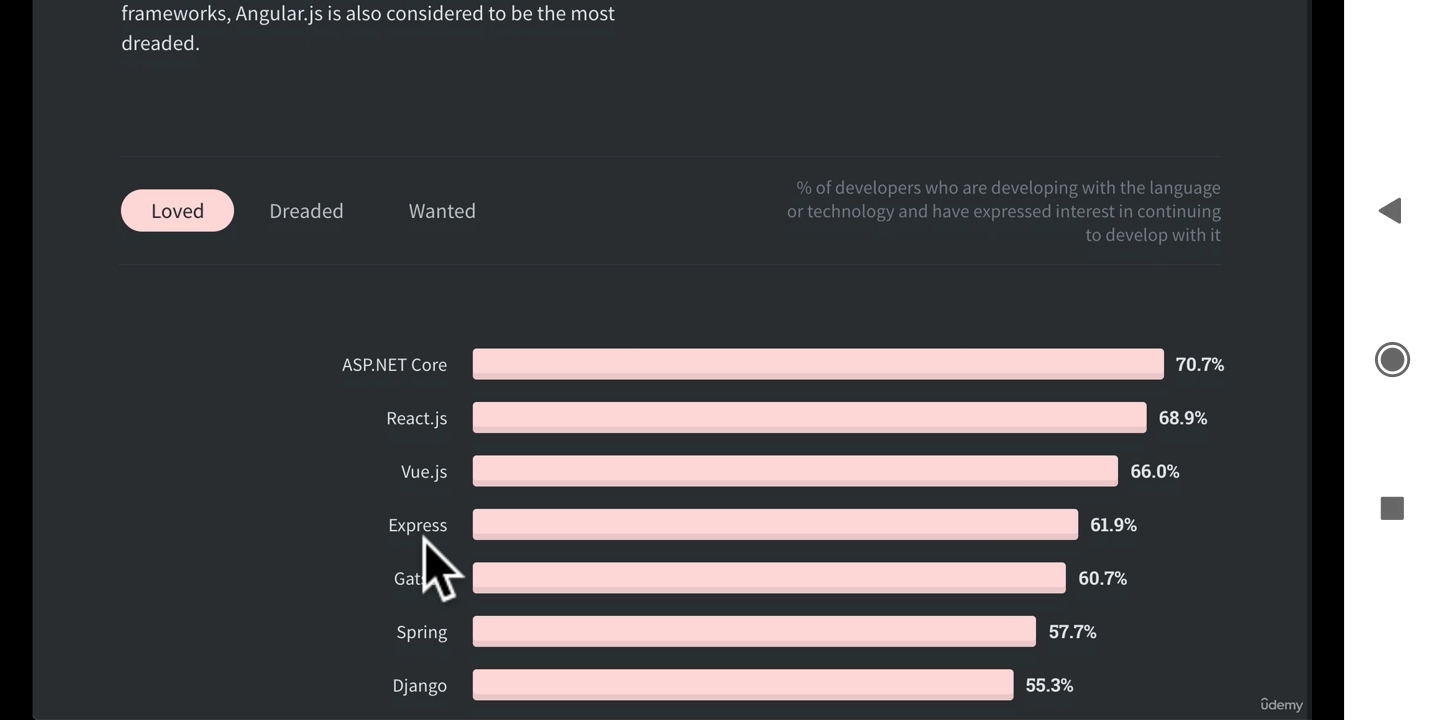 frameworks, Angular.js is also considered to be the most
dreaded.
Loved
Dreaded
Wanted
% of developers who are developing with the language
or technology and have expressed interest in continuing
to develop with it
ASP.NET Core
70.7%
React.js
68.9%
Vue.js
66.0%
Express
61.9%
60.7%
Spring
57.7%
Django
55.3%
ûdemy